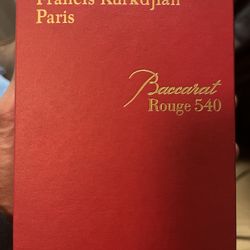 Francis Kurkdjian
Paris
Baccarat
Rouge 540